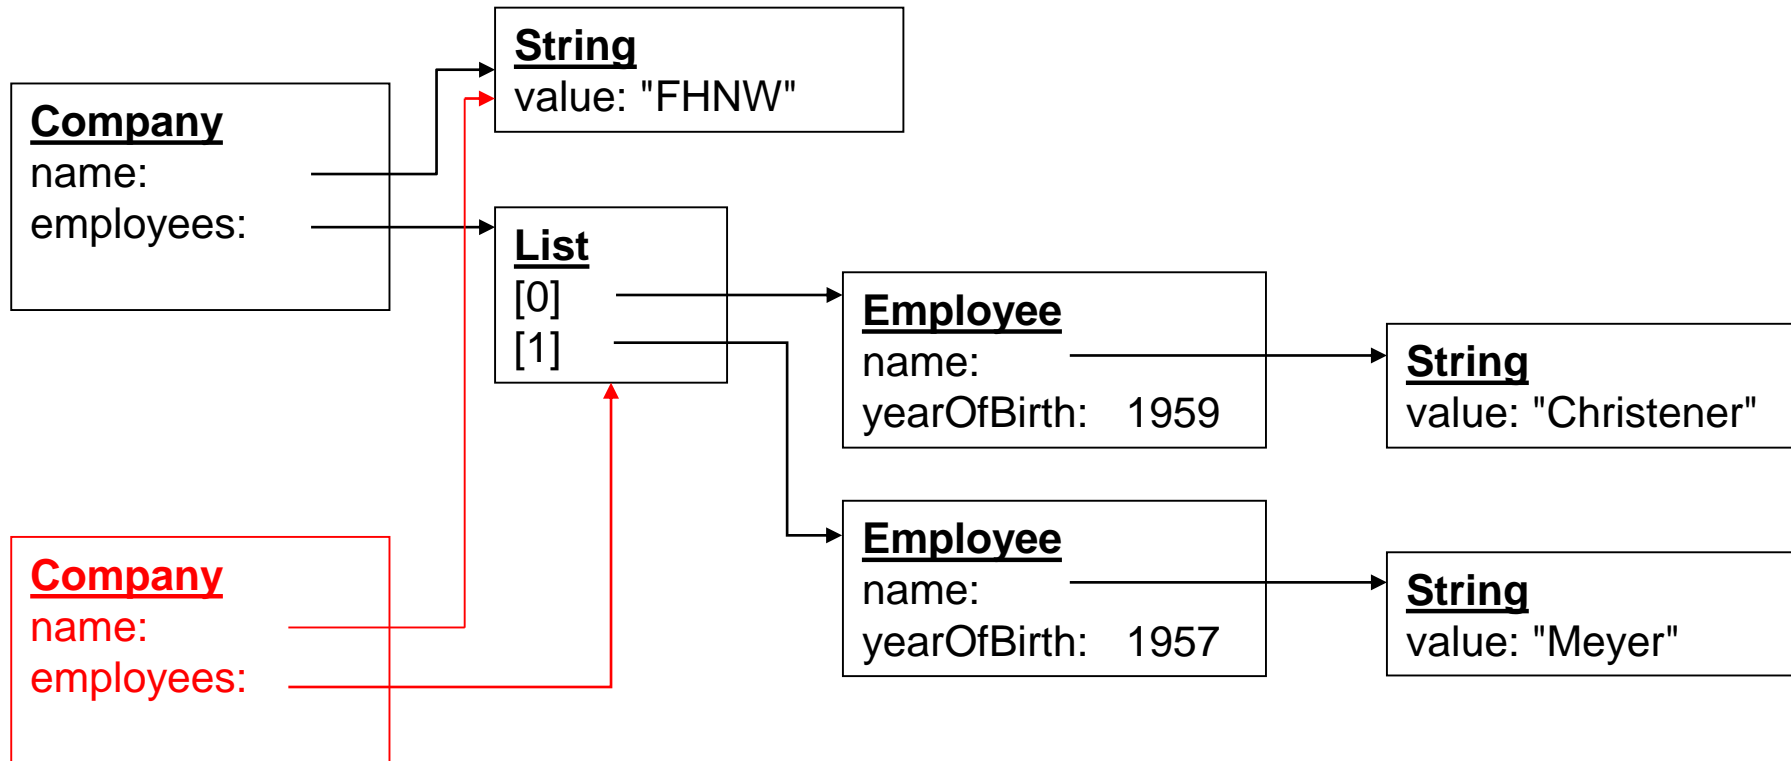 String
value: "FHNW"
Company
name:
employees:
List
[0]
[1]
Employee
name:
yearOfBirth: 1959
String
value: "Christener"
Employee
name:
yearOfBirth: 1957
String
value: "Meyer"
Company
name:
employees: